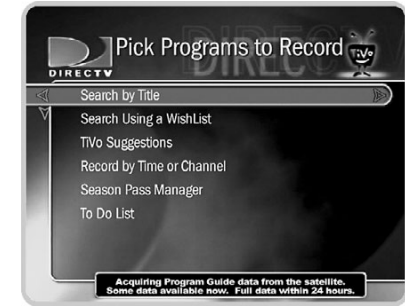 Pick Programs to Record
DIRECTV
TiVo
Search by Title
Search Using a WishList
TiVo Suggestions
Record by Time or Channel
Season Pass Manager
To Do List
Acquiring Program Guide data from the satellite.
Some data available now. Full data within 24 hours.